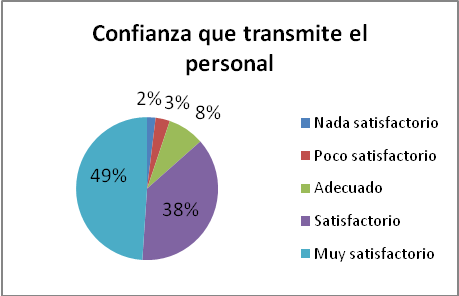 Confianza que transmite el
personal
2%
3%
8%
38%
49%
Nada satisfactorio
Poco satisfactorio
Adecuado
Satisfactorio
Muy satisfactorio